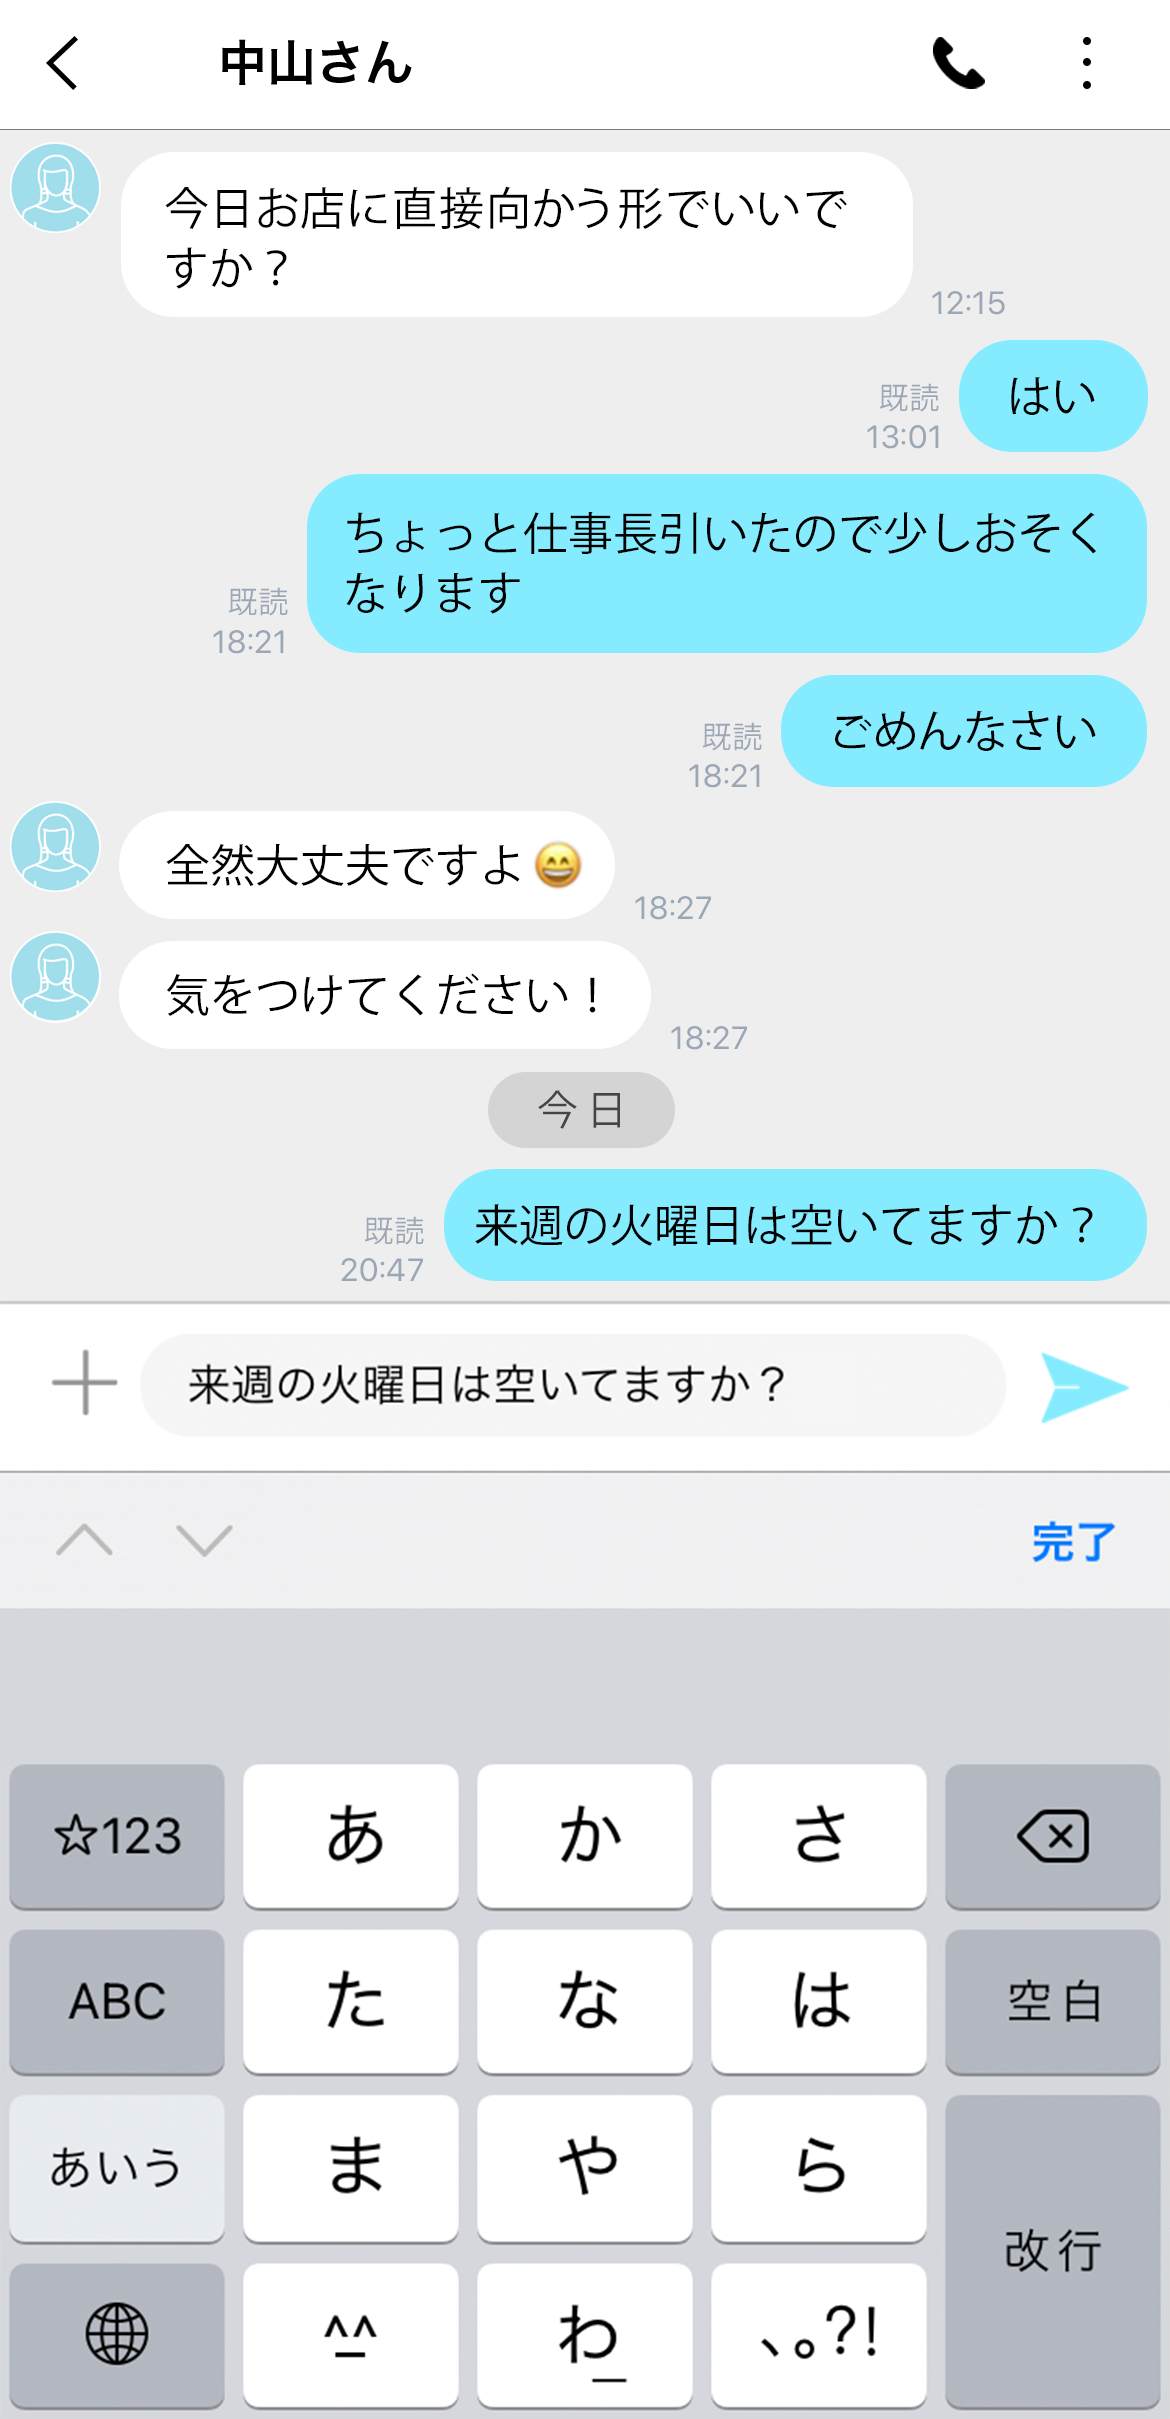 中山さん
今日お店に直接向かう形でいいで
すか？
12:15
はい
既読
13:01
ちょっと仕事長引いたので少しおそく
なります
既読
18:21
ごめんなさい
既読
18:21
全然大丈夫ですよ😄
18:27
気をつけてください！
18:27
今日
来週の火曜日は空いてますか？
既読
20:47
来週の火曜日は空いてますか？
完了
☆123 あ か さ
ABC た な は 空白
あいう ま や ら
改行
^^ わ 、。?!